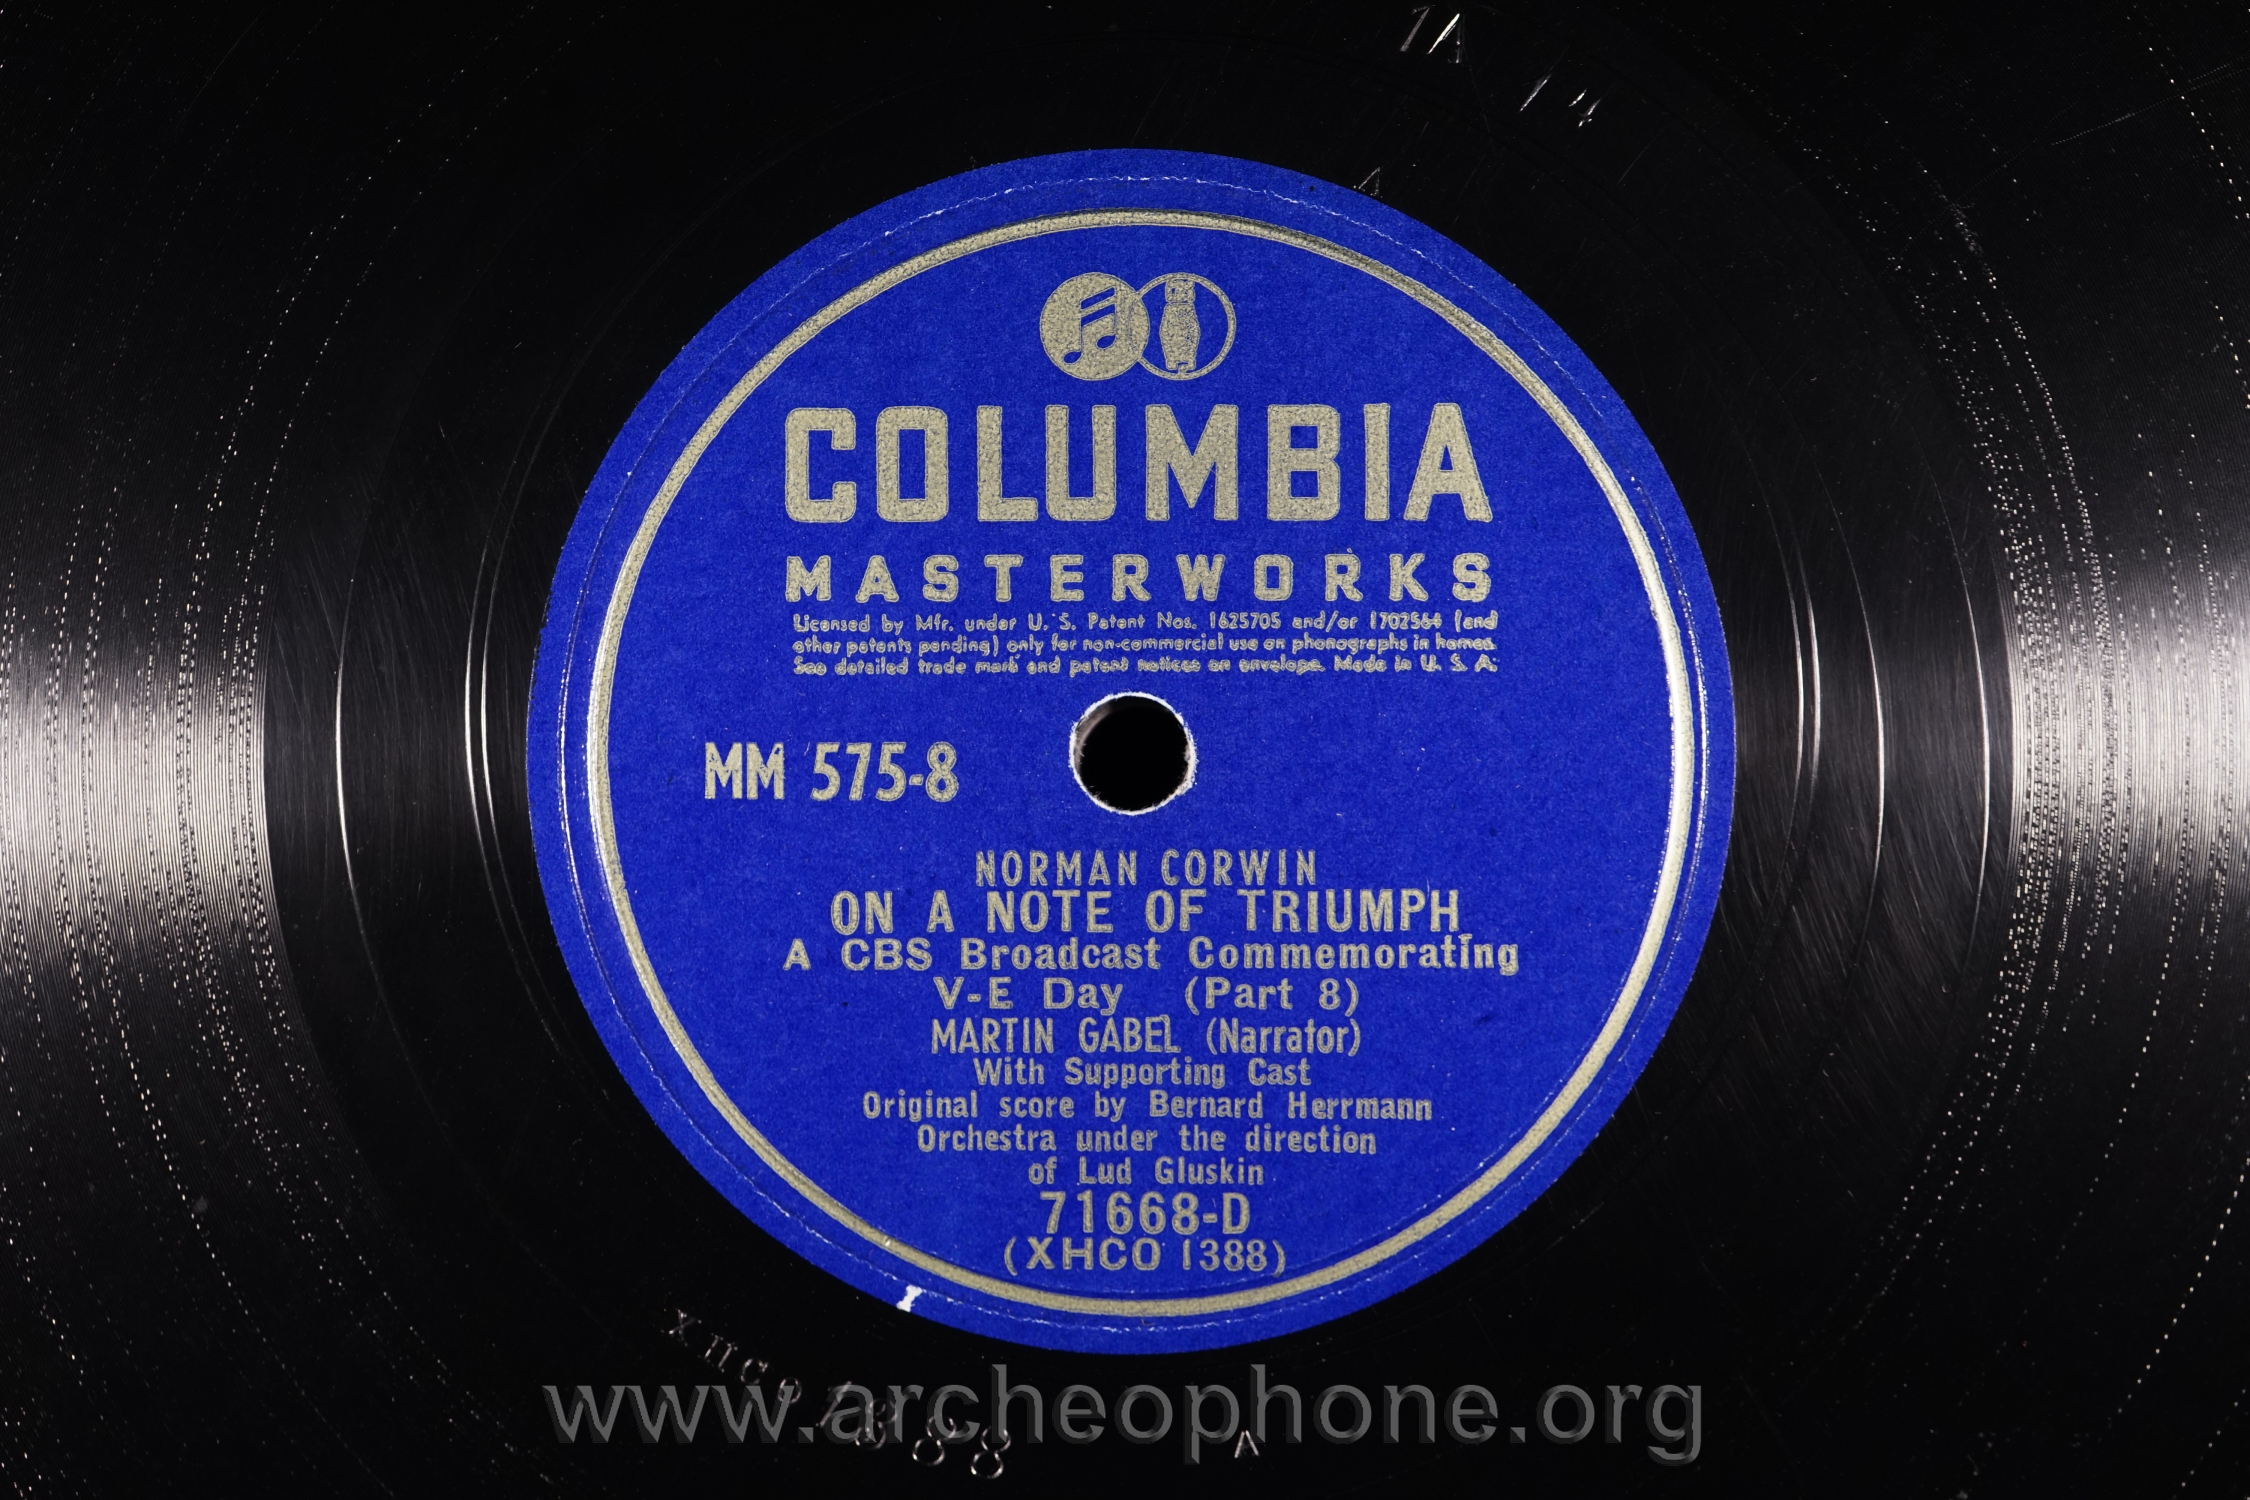 1A 14
COLUMBIA
MASTERWORKS
Licensed by Mfr. under U. S. Patent Nos. 1625705 and/or 1702564 (and
other patents pending) only for non-commercial use on phonographs in homes.
See detailed trade mark and patent notices on envelope. Made in U. S. A.
MM 575-8
NORMAN CORWIN
ON A NOTE OF TRIUMPH
A CBS Broadcast Commemorating
V-E Day (Part 8)
MARTIN GABEL (Narrator)
With Supporting Cast
Original score by Bernard Herrmann
Orchestra under the direction
of Lud Gluskin
71668-D
(XHCO 1388)
XHCO1388
www.archeophone.org